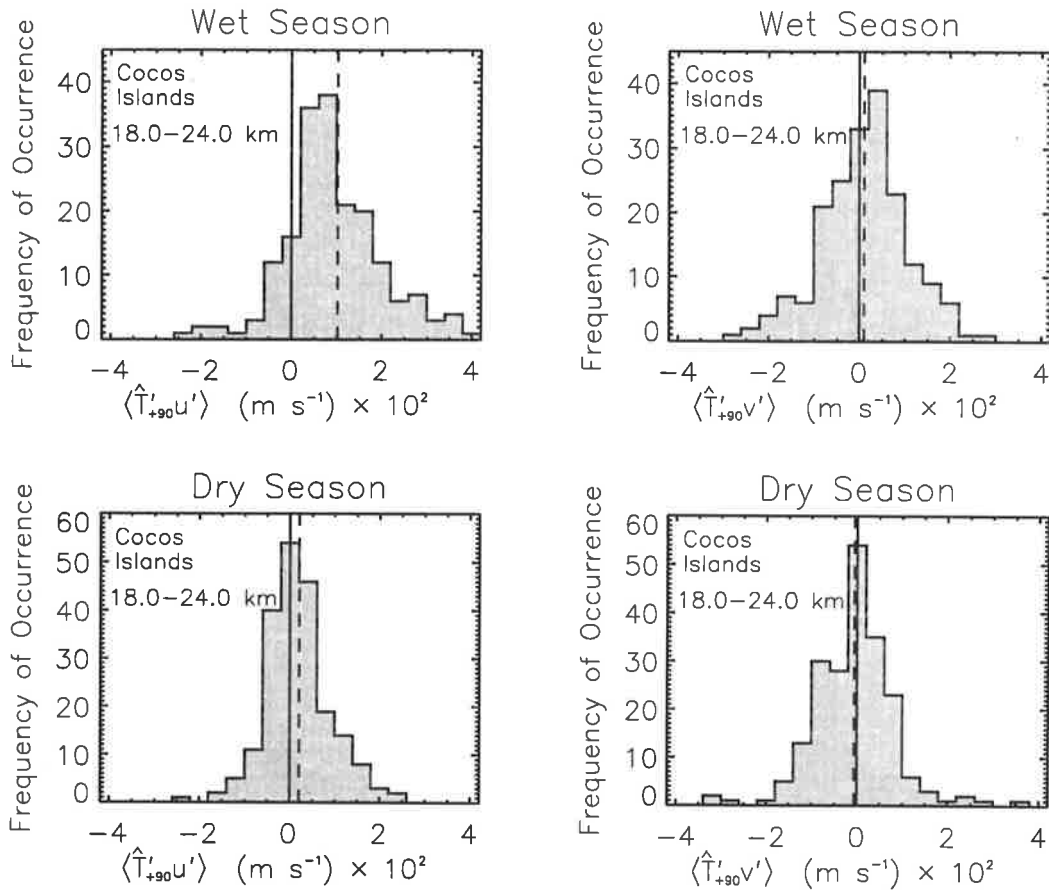 Wet Season
Frequency of Occurrence
40
30
20
10
0
Cocos
Islands
18.0−24.0 km
−4 −2 0 2 4
⟨T̂′₊₉₀u′⟩ (m s⁻¹) × 10²
Wet Season
Frequency of Occurrence
40
30
20
10
0
Cocos
Islands
18.0−24.0 km
−4 −2 0 2 4
⟨T̂′₊₉₀v′⟩ (m s⁻¹) × 10²
Dry Season
Frequency of Occurrence
60
50
40
30
20
10
0
Cocos
Islands
18.0−24.0 km
−4 −2 0 2 4
⟨T̂′₊₉₀u′⟩ (m s⁻¹) × 10²
Dry Season
Frequency of Occurrence
60
50
40
30
20
10
0
Cocos
Islands
18.0−24.0 km
−4 −2 0 2 4
⟨T̂′₊₉₀v′⟩ (m s⁻¹) × 10²